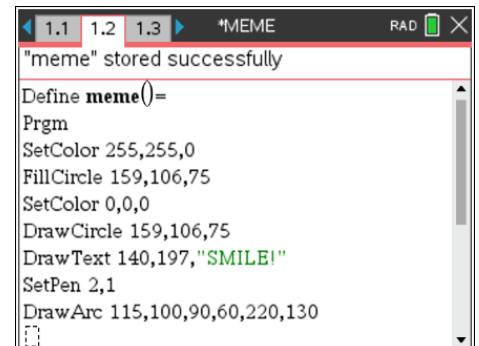 1.1 1.2 1.3 *MEME RAD
"meme" stored successfully
Define meme()=
Prgm
SetColor 255,255,0
FillCircle 159,106,75
SetColor 0,0,0
DrawCircle 159,106,75
DrawText 140,197,"SMILE!"
SetPen 2,1
DrawArc 115,100,90,60,220,130